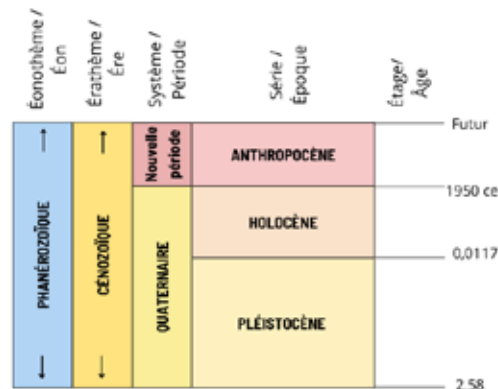 Éonothème /
Éon
Érathème /
Ère
Système /
Période
Série /
Époque
Étage/
Âge
Futur
Nouvelle
période
ANTHROPOCÈNE
1950 ce
PHANÉROZOÏQUE
CÉNOZOÏQUE
QUATERNAIRE
HOLOCÈNE
0,0117
PLÉISTOCÈNE
2,58